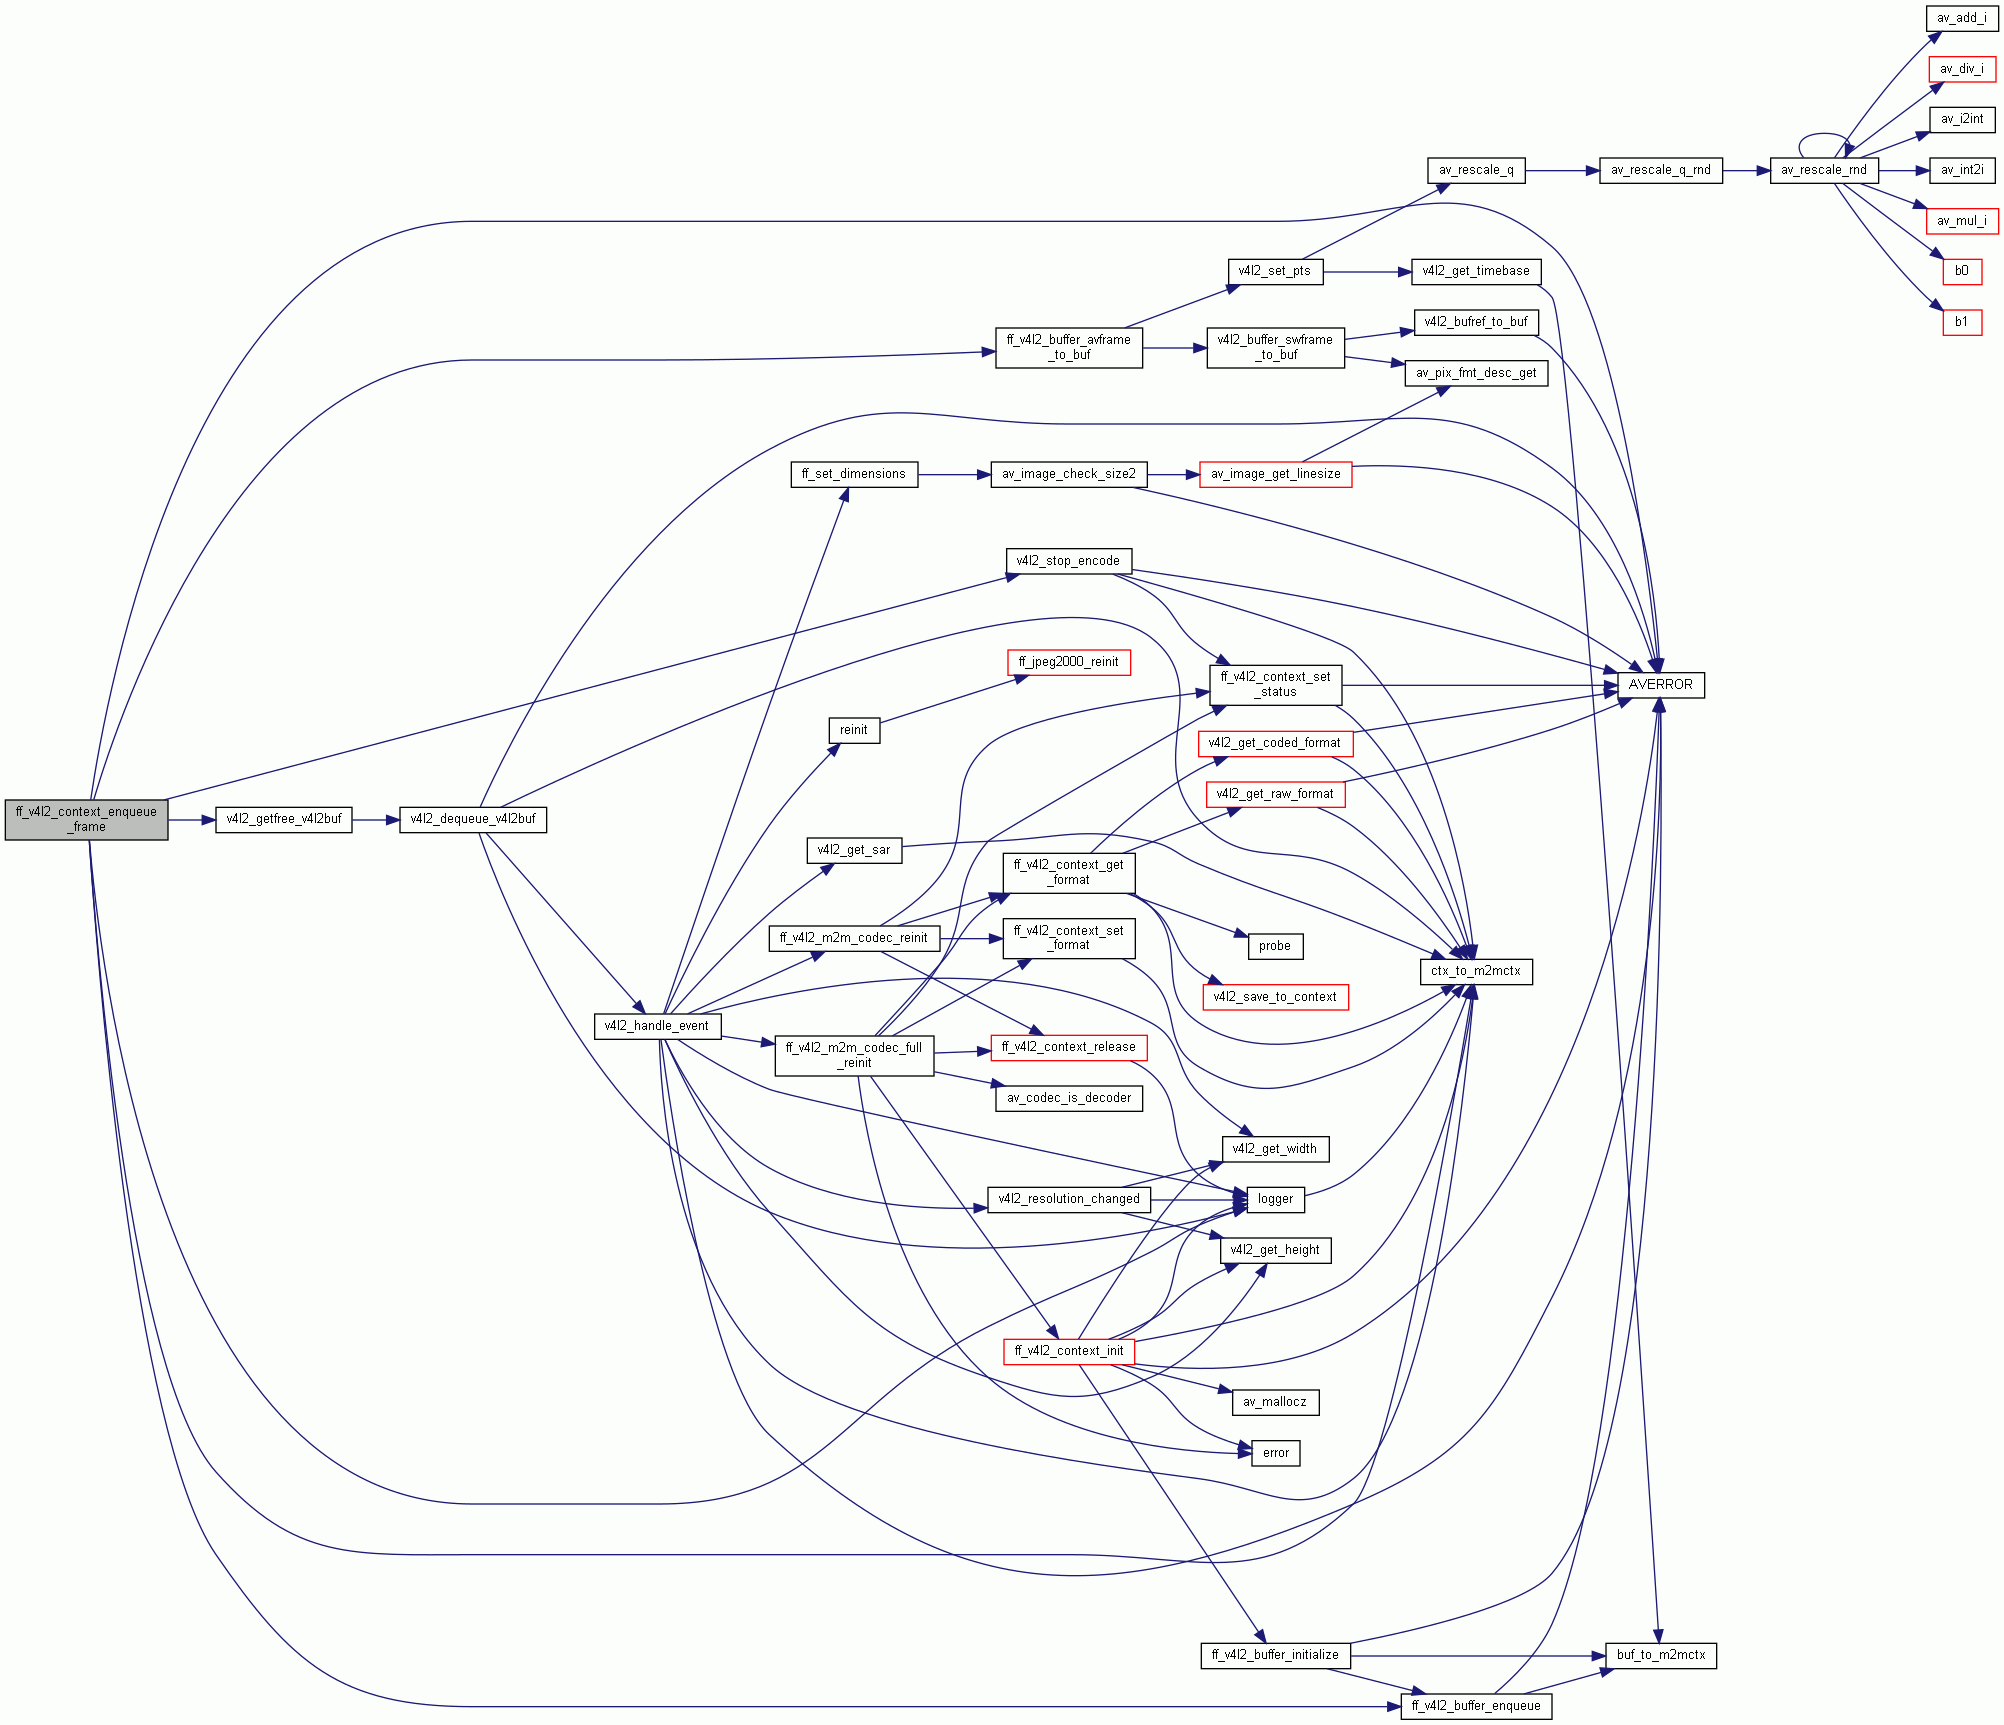 av_add_i
av_div_i
av_i2int
av_rescale_q
av_rescale_q_rnd
av_rescale_rnd
av_int2i
av_mul_i
v4l2_set_pts
v4l2_get_timebase
b0
v4l2_bufref_to_buf
b1
ff_v4l2_buffer_avframe
_to_buf
v4l2_buffer_swframe
_to_buf
av_pix_fmt_desc_get
ff_set_dimensions
av_image_check_size2
av_image_get_linesize
v4l2_stop_encode
ff_jpeg2000_reinit
ff_v4l2_context_set
_status
AVERROR
reinit
v4l2_get_coded_format
v4l2_get_raw_format
ff_v4l2_context_enqueue
_frame
v4l2_getfree_v4l2buf
v4l2_dequeue_v4l2buf
v4l2_get_sar
ff_v4l2_context_get
_format
ff_v4l2_m2m_codec_reinit
ff_v4l2_context_set
_format
probe
ctx_to_m2mctx
v4l2_save_to_context
v4l2_handle_event
ff_v4l2_m2m_codec_full
_reinit
ff_v4l2_context_release
av_codec_is_decoder
v4l2_get_width
v4l2_resolution_changed
logger
v4l2_get_height
ff_v4l2_context_init
av_mallocz
error
ff_v4l2_buffer_initialize
buf_to_m2mctx
ff_v4l2_buffer_enqueue